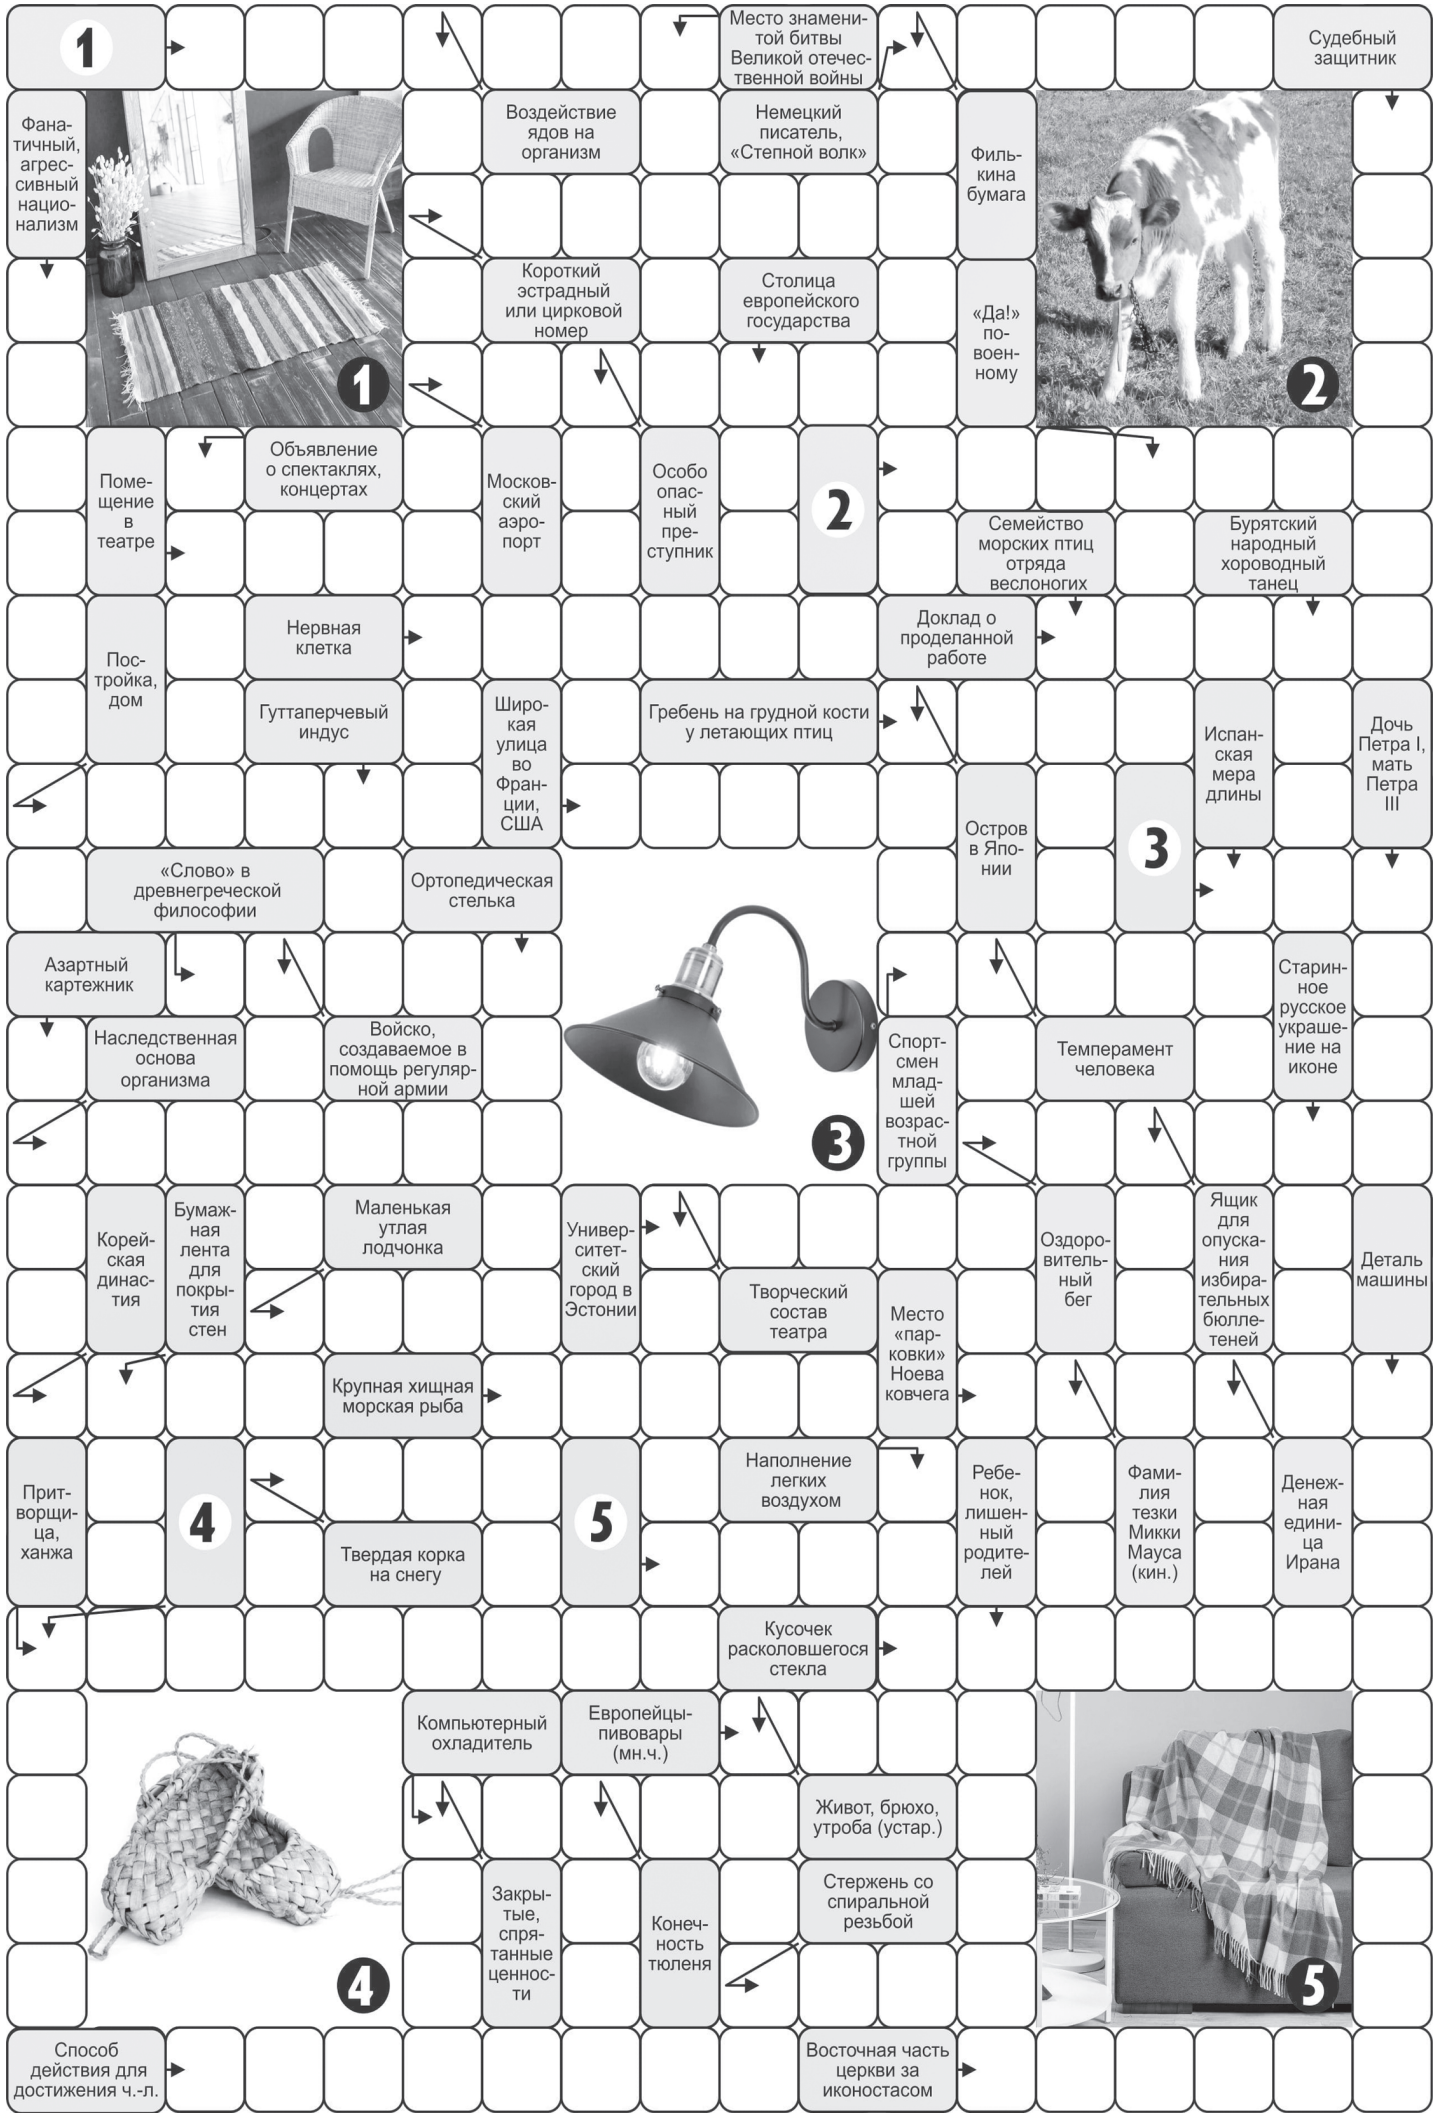 1
Место знамени-
той битвы
Великой отечес-
твенной войны
Судебный
защитник
Фана-
тичный,
агрес-
сивный
нацио-
нализм
Воздействие
ядов на
организм
Немецкий
писатель,
«Степной волк»
Филь-
кина
бумага
Короткий
эстрадный
или цирковой
номер
Столица
европейского
государства
«Да!»
по-
воен-
ному
1
2
Поме-
щение
в
театре
Объявление
о спектаклях,
концертах
Москов-
ский
аэро-
порт
Особо
опас-
ный
пре-
ступник
2
Семейство
морских птиц
отряда
веслоногих
Бурятский
народный
хороводный
танец
Пос-
тройка,
дом
Нервная
клетка
Доклад о
проделанной
работе
Гуттаперчевый
индус
Широ-
кая
улица
во
Фран-
ции,
США
Гребень на грудной кости
у летающих птиц
Испан-
ская
мера
длины
Дочь
Петра I,
мать
Петра
III
Остров
в Япо-
нии
3
«Слово» в
древнегреческой
философии
Ортопедическая
стелька
Азартный
картежник
Старин-
ное
русское
украше-
ние на
иконе
Наследственная
основа
организма
Войско,
создаваемое в
помощь регуляр-
ной армии
Спорт-
смен
млад-
шей
возрас-
тной
группы
Темперамент
человека
3
Корей-
ская
динас-
тия
Бумаж-
ная
лента
для
покры-
тия
стен
Маленькая
утлая
лодчонка
Универ-
ситет-
ский
город в
Эстонии
Оздоро-
витель-
ный
бег
Ящик
для
опуска-
ния
избира-
тельных
бюлле-
теней
Деталь
машины
Творческий
состав
театра
Место
«пар-
ковки»
Ноева
ковчега
Крупная хищная
морская рыба
Прит-
ворщи-
ца,
ханжа
4
5
Наполнение
легких
воздухом
Ребе-
нок,
лишен-
ный
родите-
лей
Фами-
лия
тезки
Микки
Мауса
(кин.)
Денеж-
ная
едини-
ца
Ирана
Твердая корка
на снегу
Кусочек
расколовшегося
стекла
Компьютерный
охладитель
Европейцы-
пивовары
(мн.ч.)
Живот, брюхо,
утроба (устар.)
Закры-
тые,
спря-
танные
ценнос-
ти
Конеч-
ность
тюленя
Стержень со
спиральной
резьбой
4
5
Способ
действия для
достижения ч.-л.
Восточная часть
церкви за
иконостасом